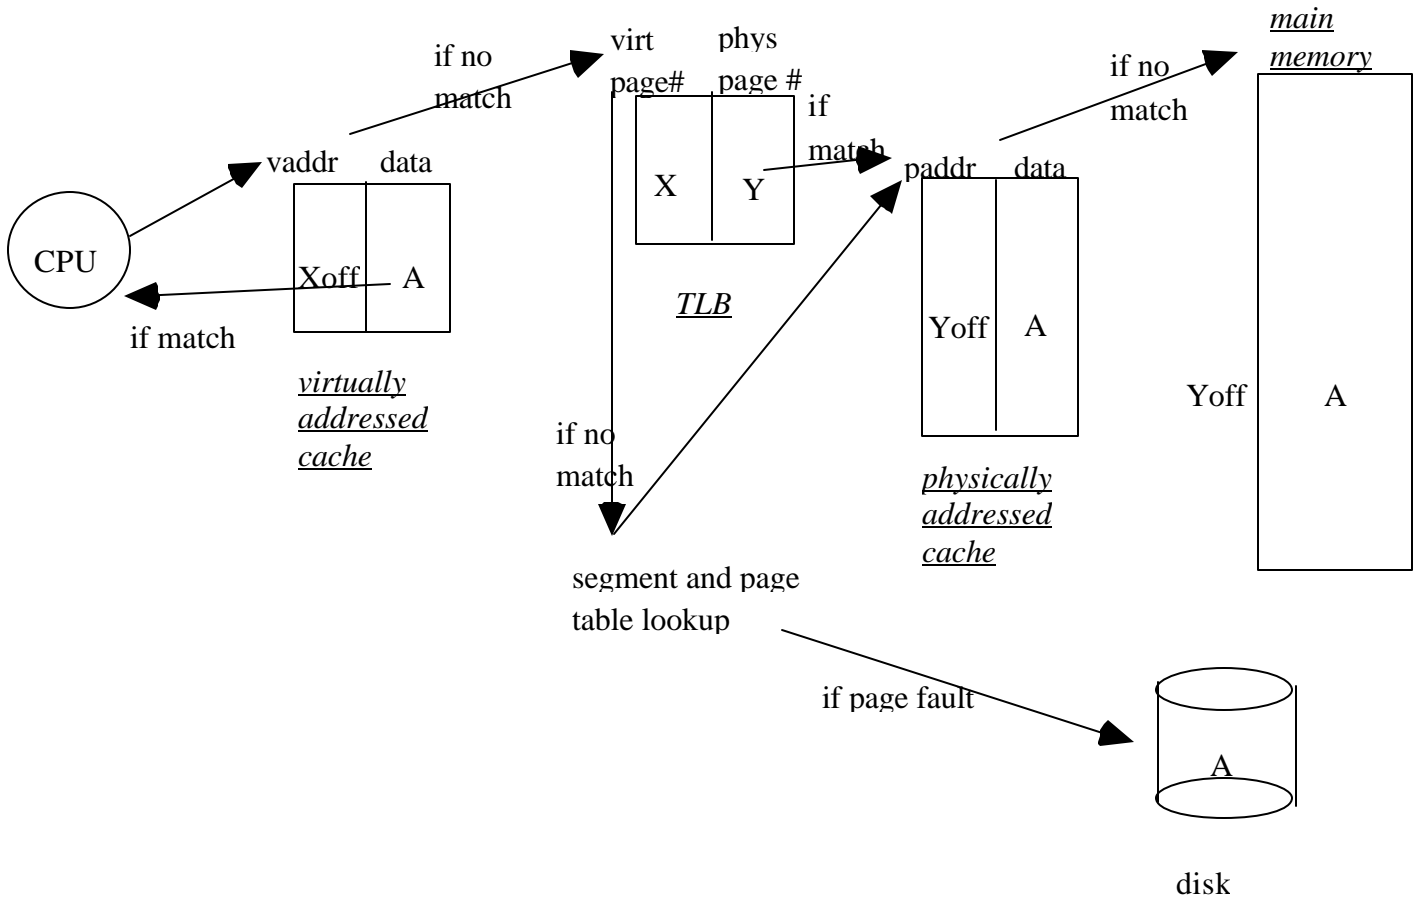 main
memory
virt
phys
page#
page #
if no
match
if no
match
if
match
vaddr
data
paddr
data
X
Y
CPU
Xoff
A
if match
TLB
Yoff
A
virtually
addressed
cache
Yoff
A
if no
match
physically
addressed
cache
segment and page
table lookup
if page fault
A
disk